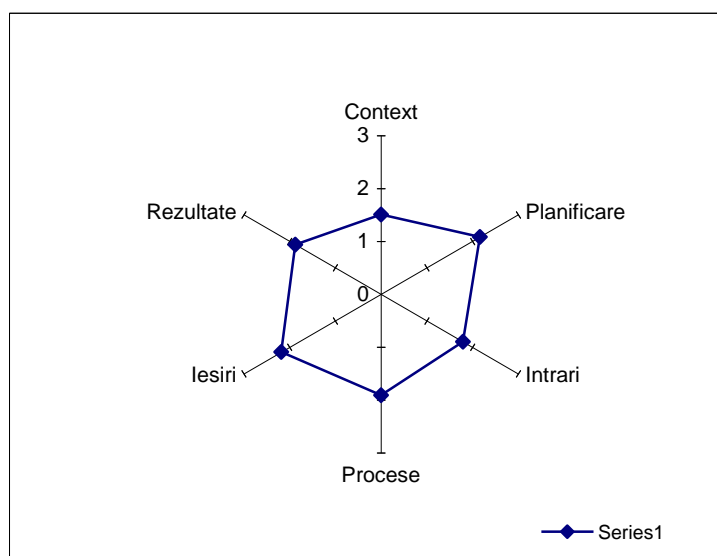 Context
3
2
Rezultate
Planificare
1
0
Iesiri
Intrari
Procese
Series1